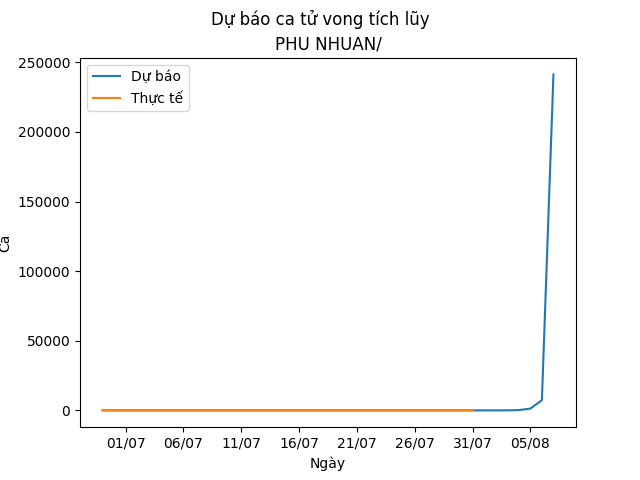 Dự báo ca tử vong tích lũy
PHU NHUAN/
250000
200000
150000
100000
50000
0
Ca
Dự báo
Thực tế
01/07 06/07 11/07 16/07 21/07 26/07 31/07 05/08
Ngày